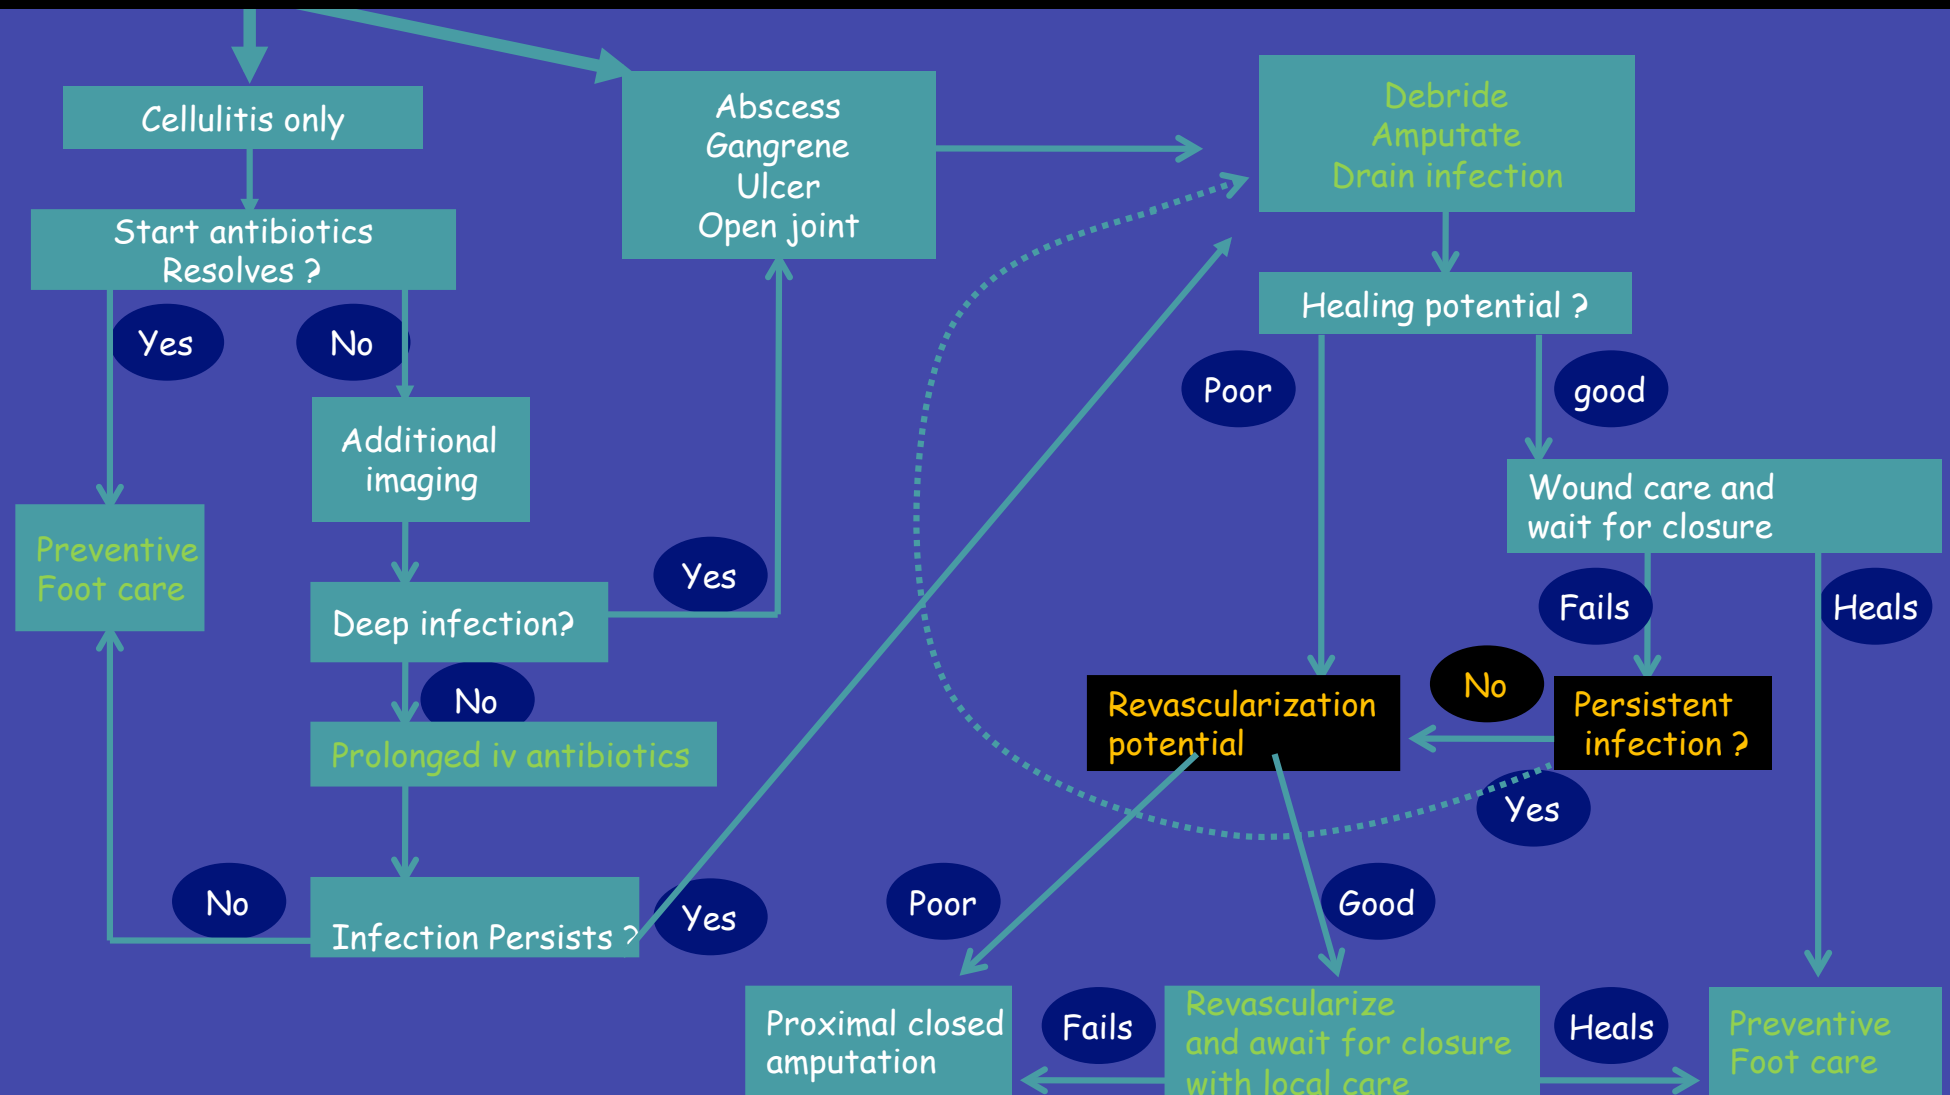 Cellulitis only
Start antibiotics
Resolves ?
Yes
No
Additional
imaging
Preventive
Foot care
Deep infection?
Yes
No
Prolonged iv antibiotics
No
Infection Persists ?
Yes
Abscess
Gangrene
Ulcer
Open joint
Debride
Amputate
Drain infection
Healing potential ?
Poor
good
Wound care and
wait for closure
Fails
Heals
Revascularization
potential
No
Persistent
infection ?
Yes
Poor
Good
Proximal closed
amputation
Fails
Revascularize
and await for closure
with local care
Heals
Preventive
Foot care